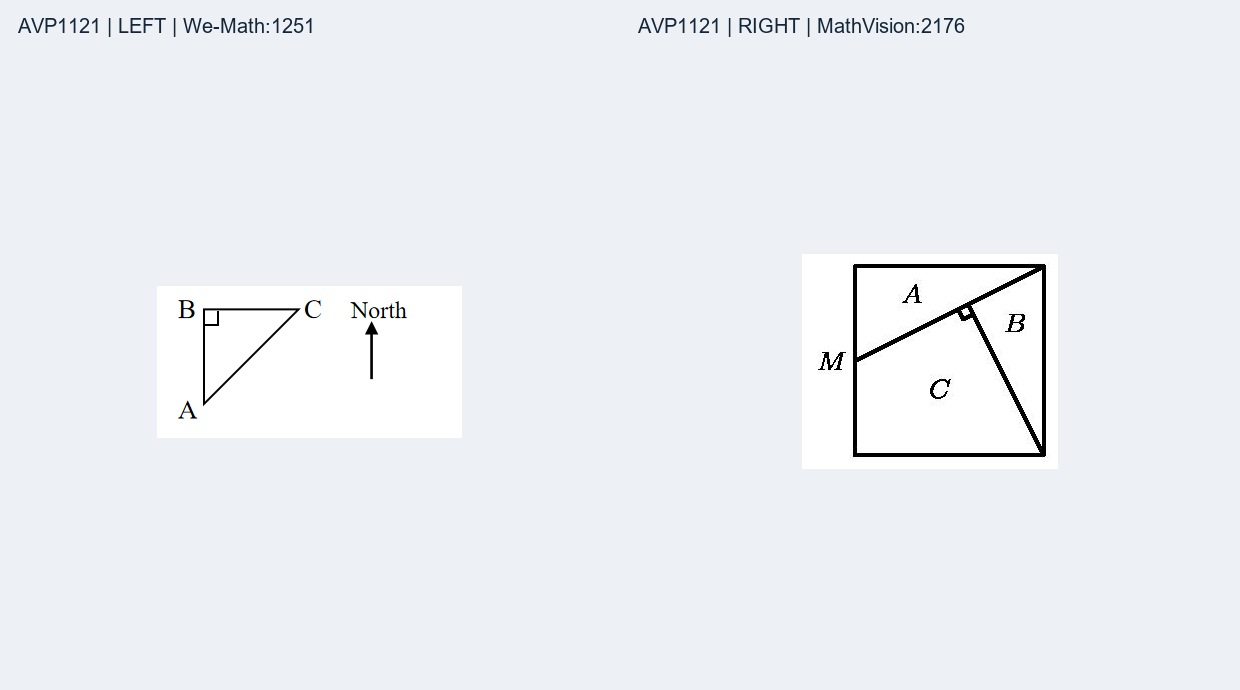 AVP1121 | LEFT | We-Math:1251
AVP1121 | RIGHT | MathVision:2176
B
C
North
A
A
B
M
C